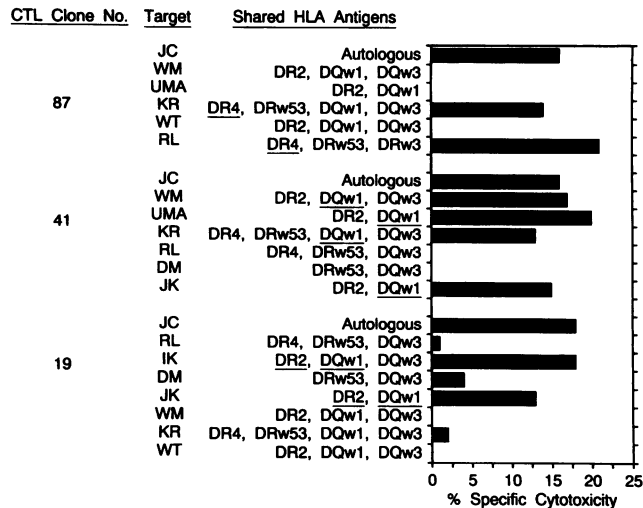 CTL Clone No. Target Shared HLA Antigens
JC Autologous
WM DR2, DQw1, DQw3
UMA DR2, DQw1
87
KR DR4, DRw53, DQw1, DQw3
WT DR2, DQw1, DQw3
RL DR4, DRw53, DRw3
JC Autologous
WM DR2, DQw1, DQw3
UMA DR2, DQw1
41
KR DR4, DRw53, DQw1, DQw3
RL DR4, DRw53, DQw3
DM DRw53, DQw3
JK DR2, DQw1
JC Autologous
RL DR4, DRw53, DQw3
IK DR2, DQw1, DQw3
19
DM DRw53, DQw3
JK DR2, DQw1
WM DR2, DQw1, DQw3
KR DR4, DRw53, DQw1, DQw3
WT DR2, DQw1, DQw3
0 5 10 15 20 25
% Specific Cytotoxicity